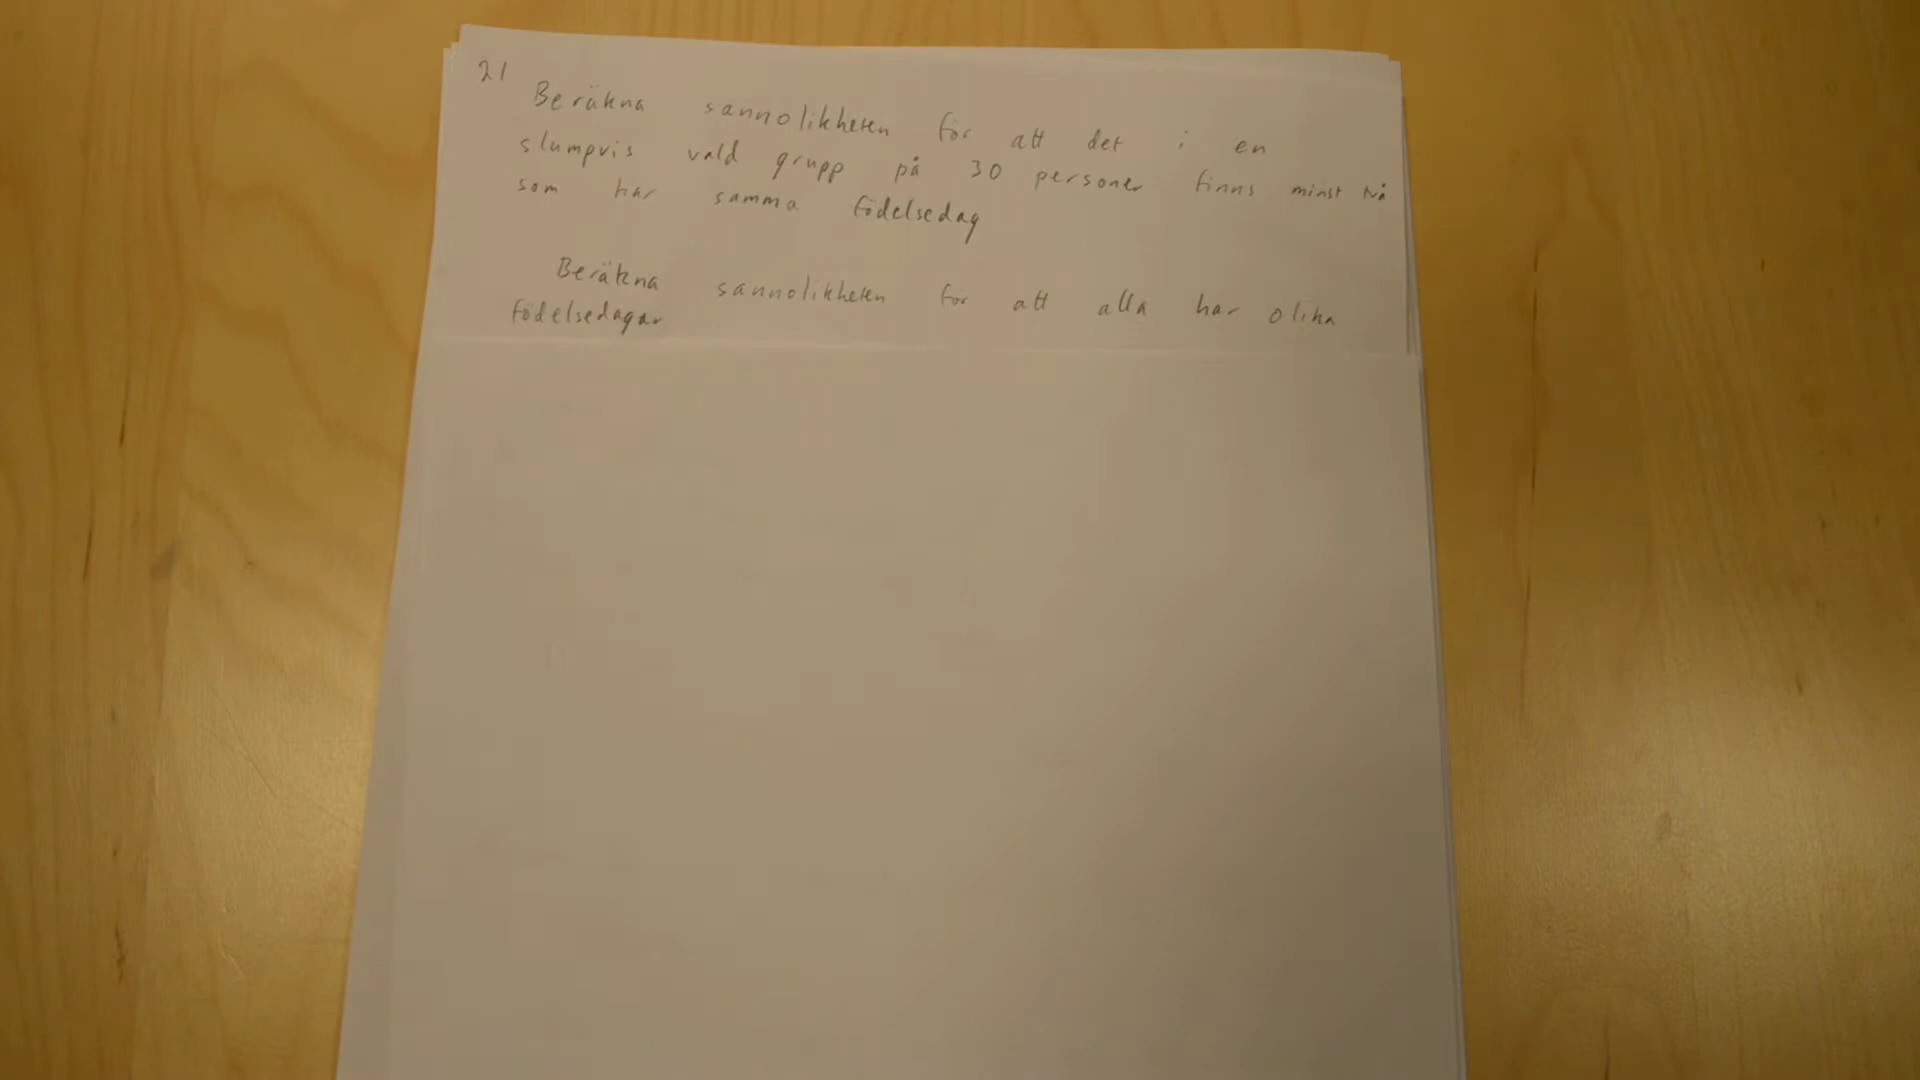 21
Beräkna sannolikheten för att det i en
slumpvis vald grupp på 30 personer finns minst två
som har samma födelsedag
Beräkna sannolikheten för att alla har olika
födelsedagar